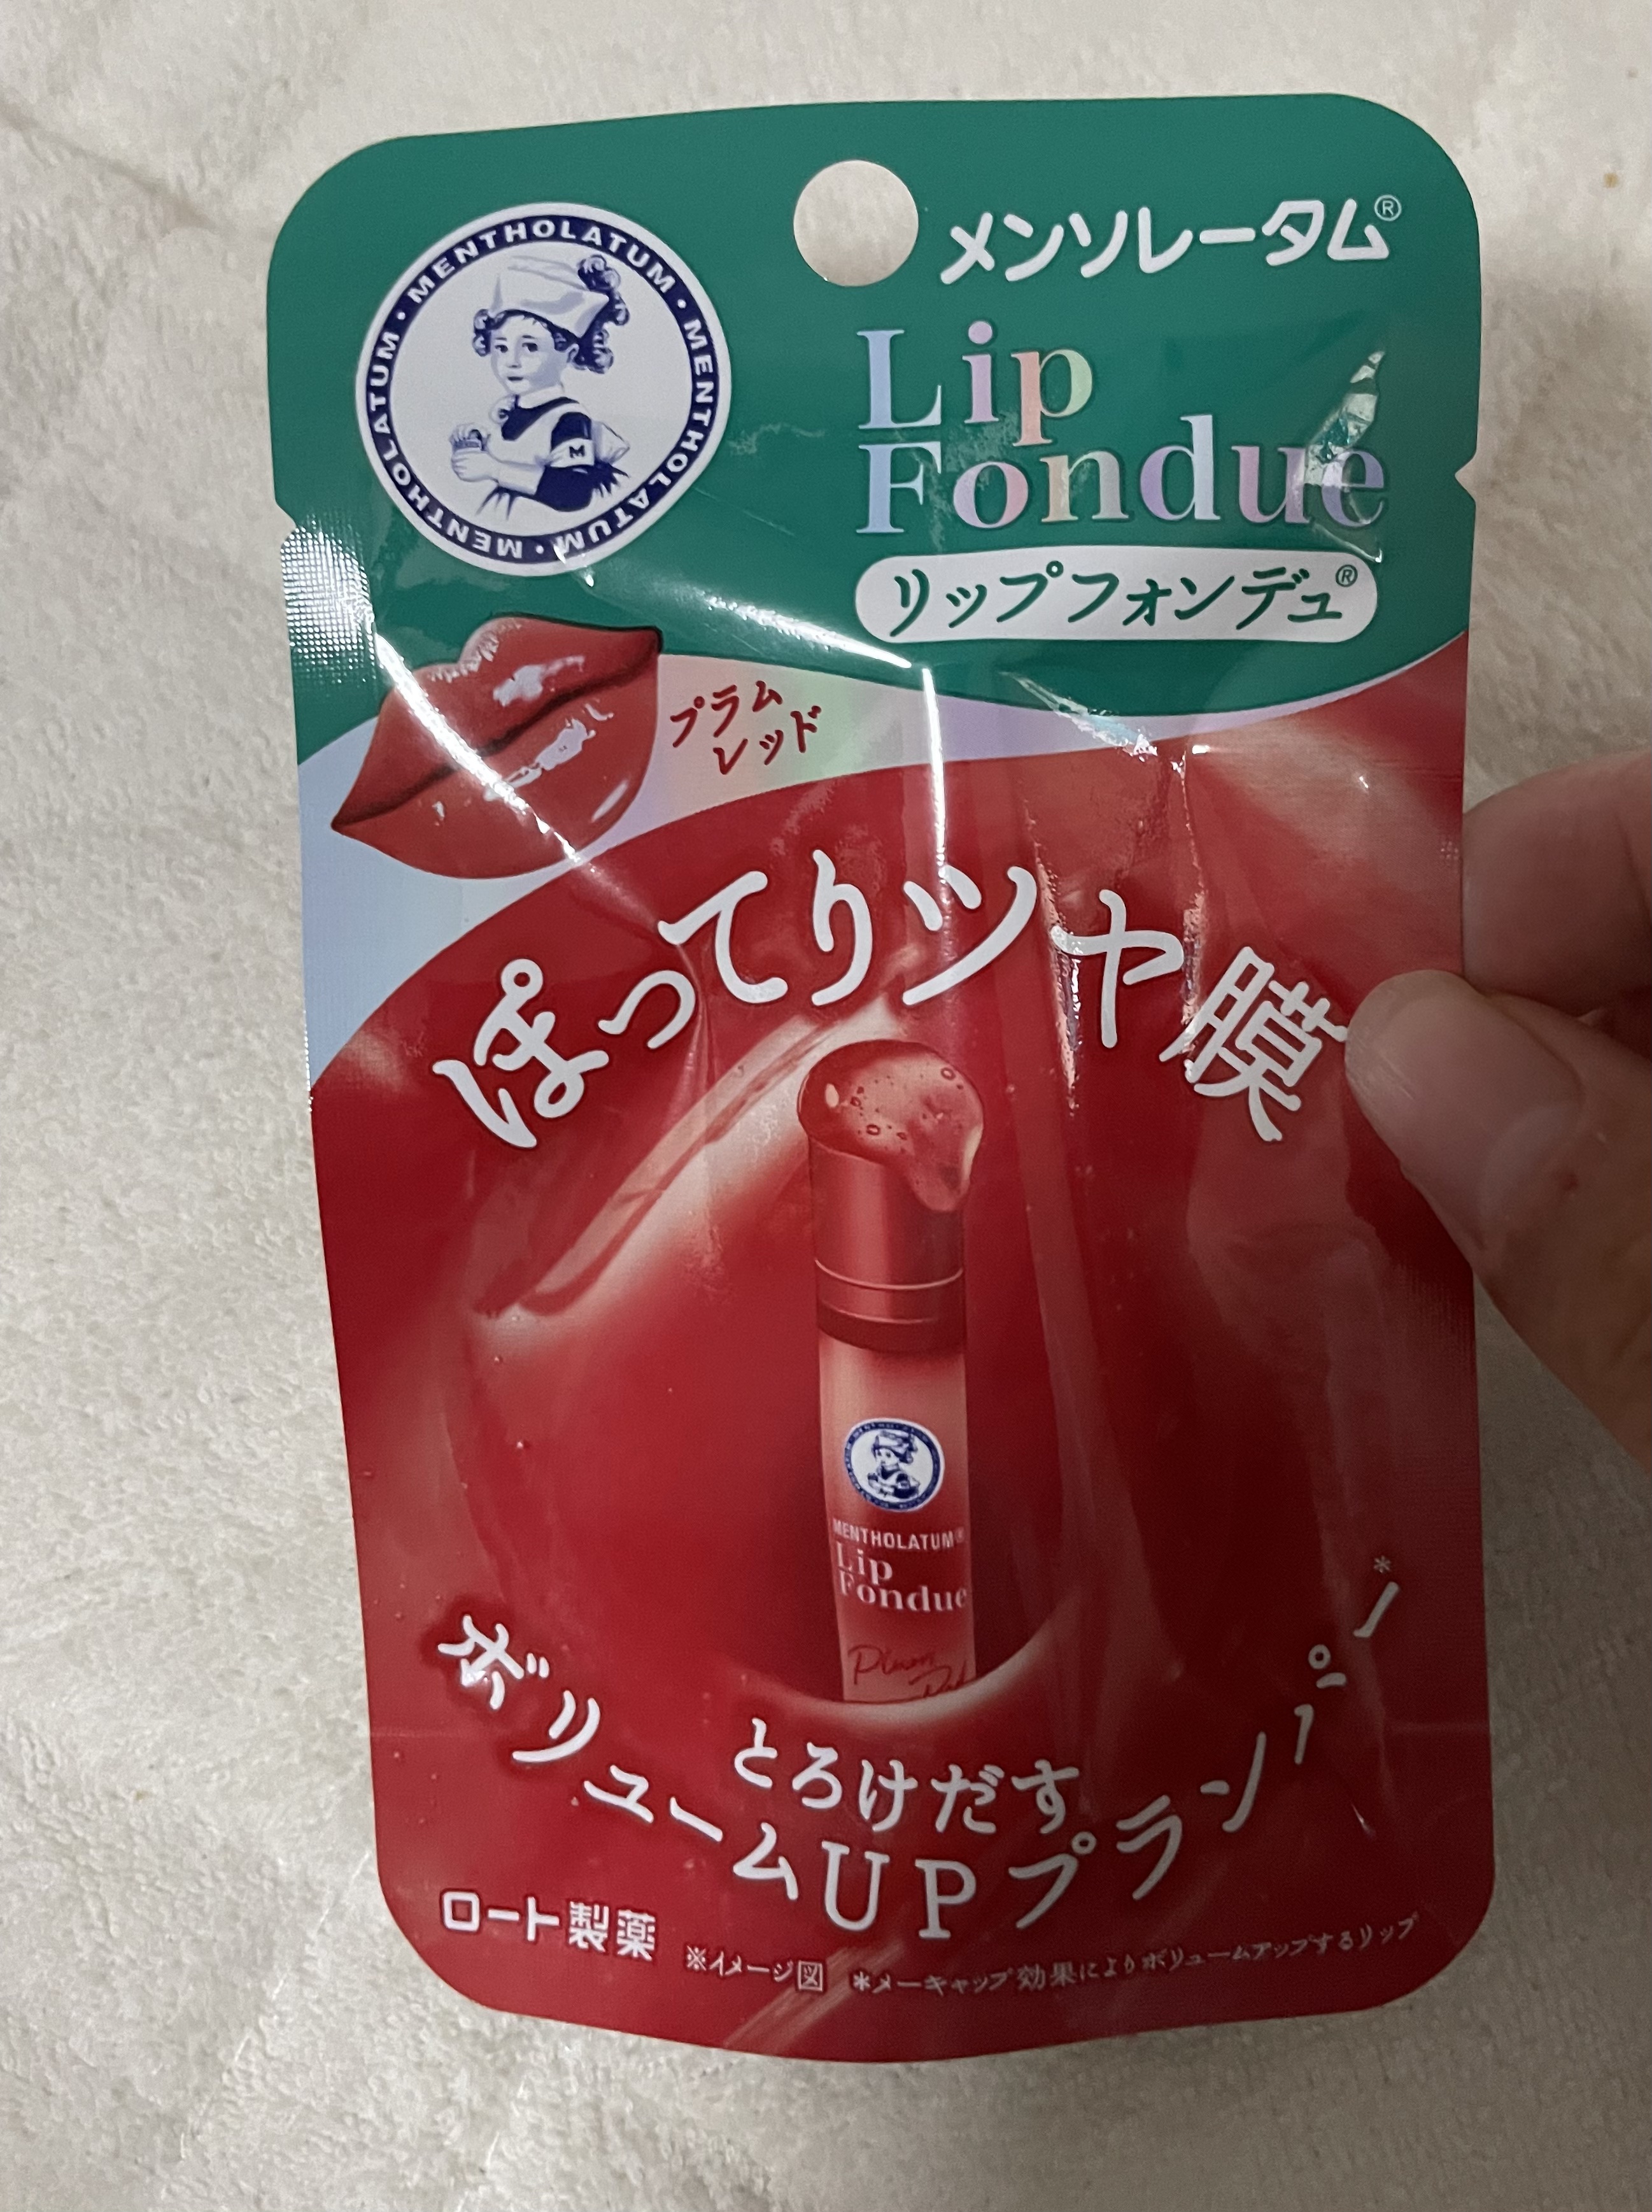 MENTHOLATUM・MENTHOLATUM・MENTHOLATUM・MENTHOLATUM・
M
メンソレータム®
Lip
Fondue
リップフォンデュ®
プラム
レッド
ぽってりツヤ膜
MENTHOLATUM®
Lip
Fondue
Plum
Red
とろけだす
ボリュームUPプランパー*
ロート製薬
※イメージ図
*メーキャップ効果によりボリュームアップするリップ